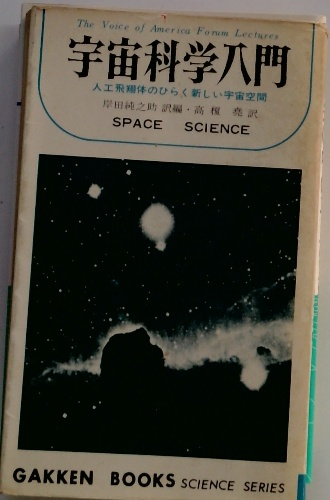 The Voice of America Forum Lectures
宇宙科学入門
人工飛翔体のひらく新しい宇宙空間
岸田純之助 訳編・高榎 堯 訳
SPACE SCIENCE
GAKKEN BOOKS SCIENCE SERIES